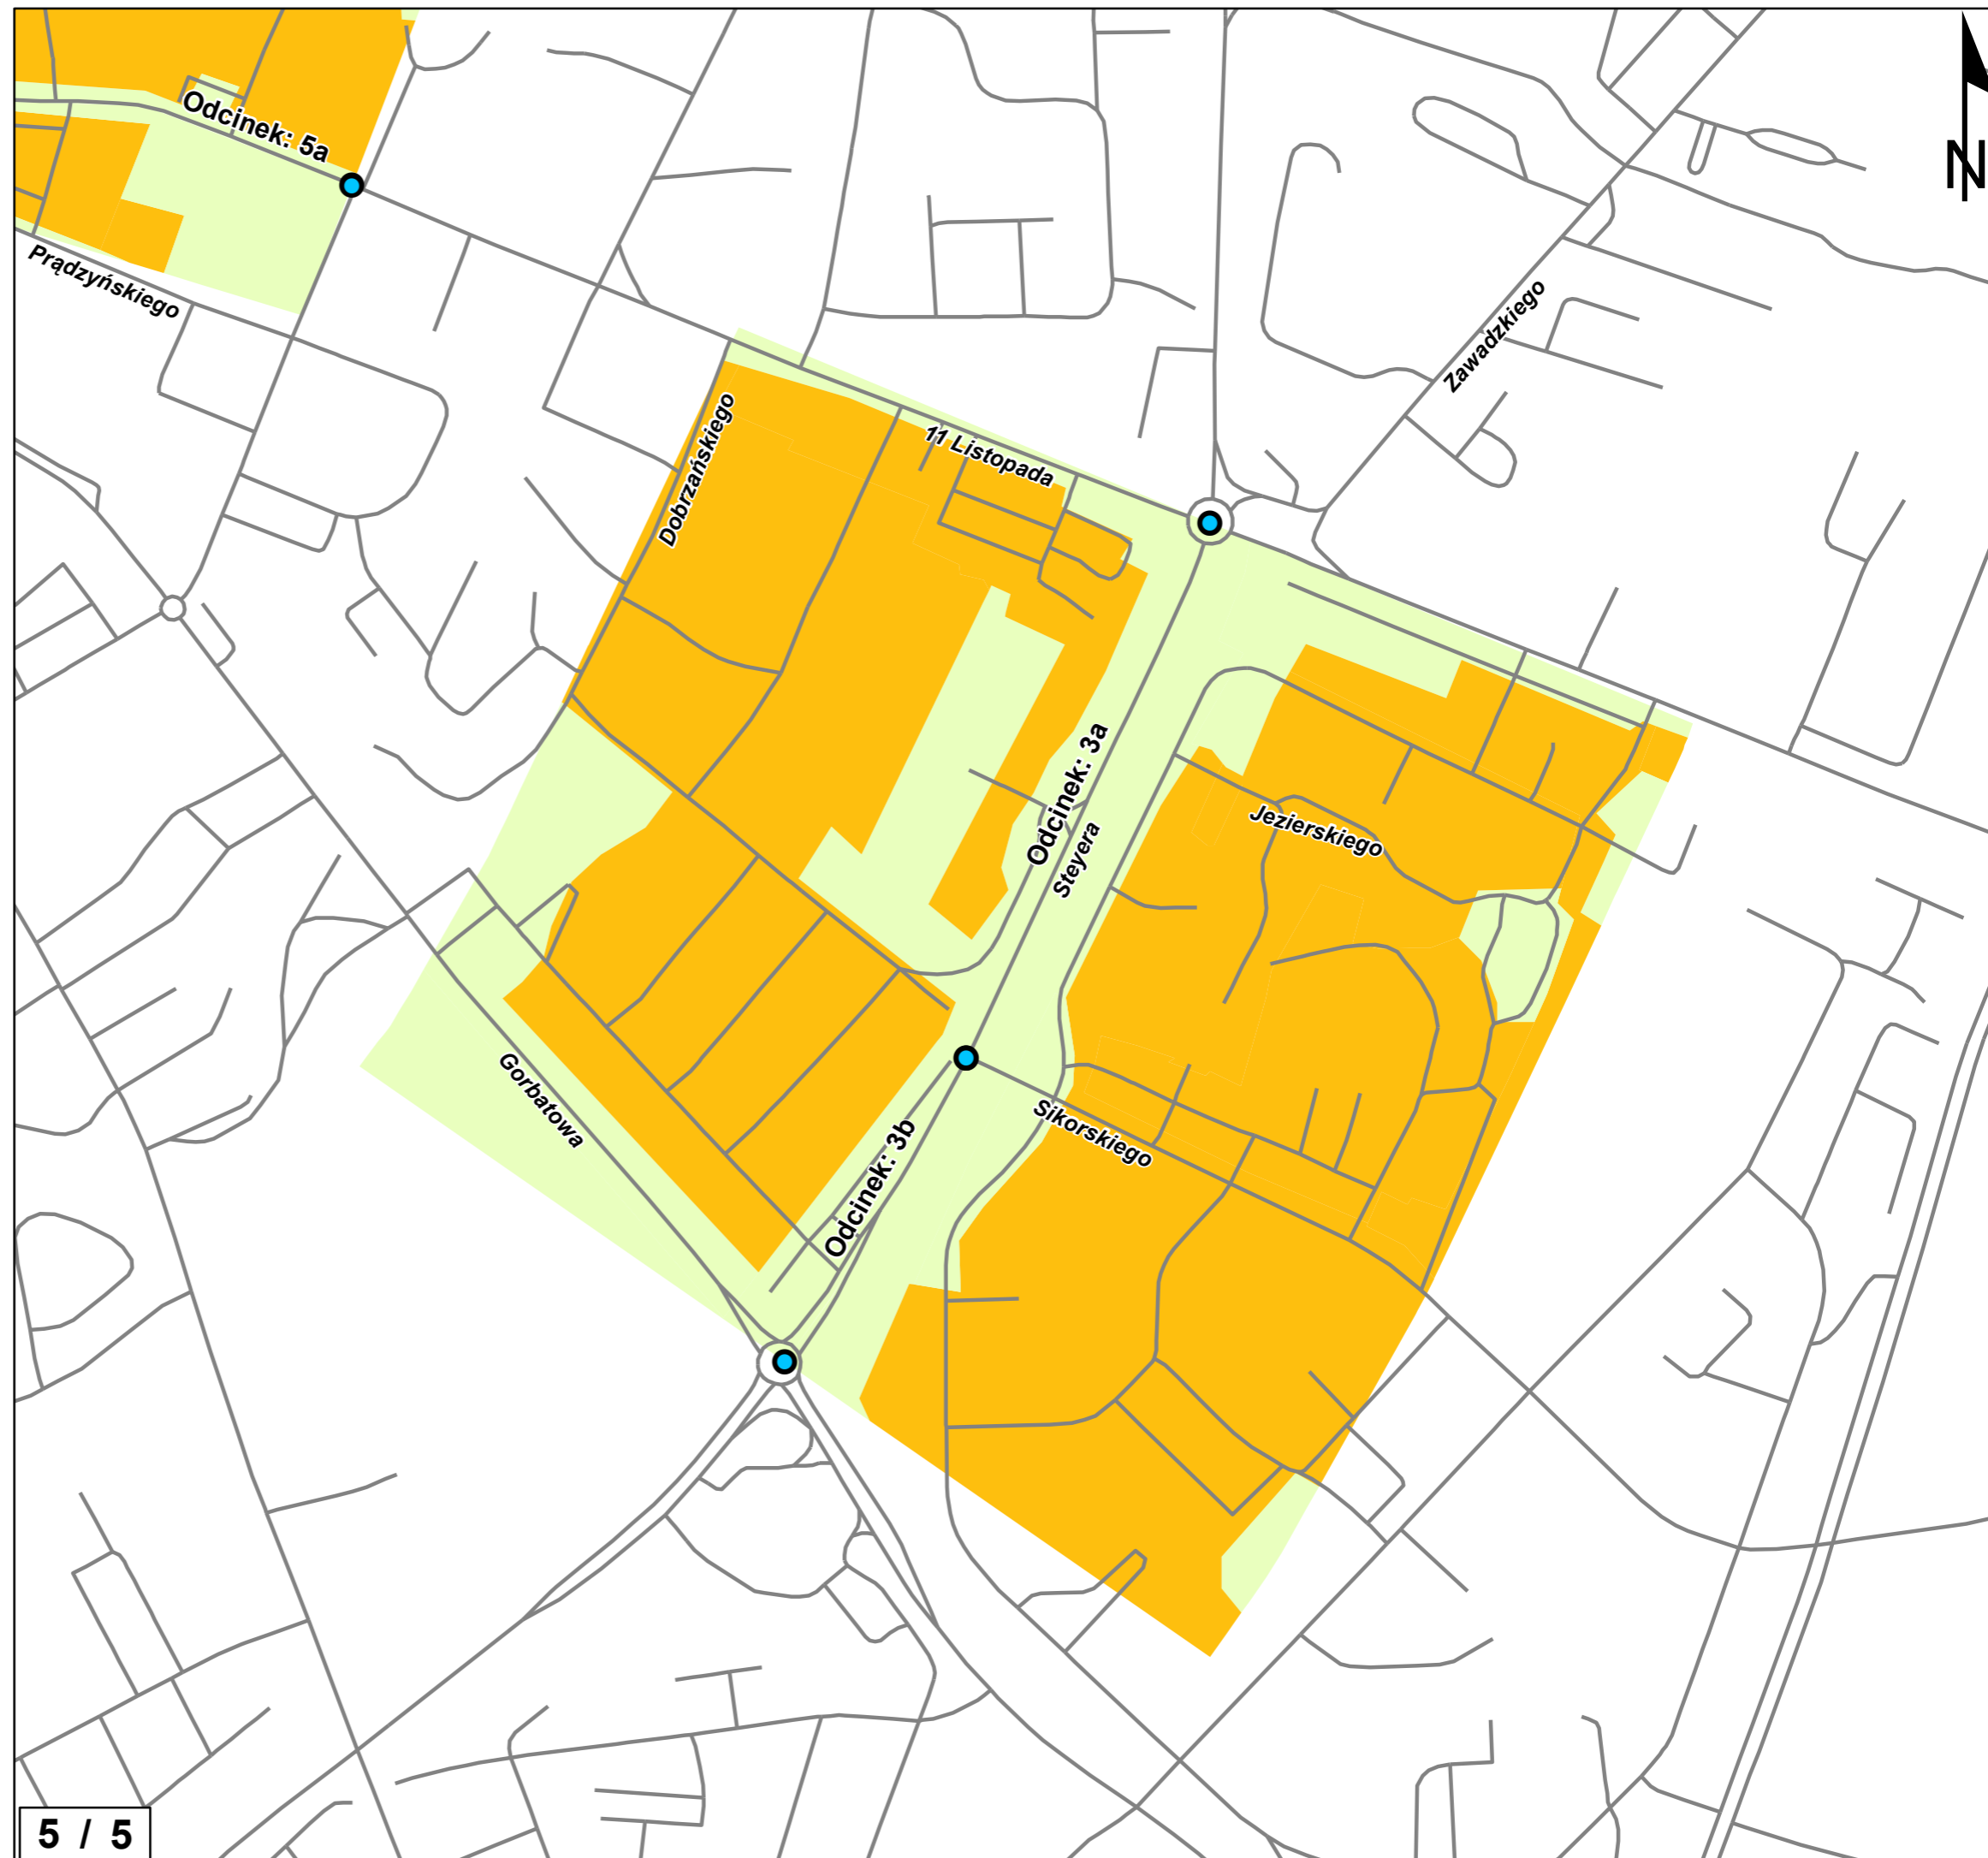 Odcinek: 5a
N
Prądzyńskiego
Zawadzkiego
Dobrzańskiego
11 Listopada
Odcinek: 3a
Steyera
Jezierskiego
Gorbatowa
Sikorskiego
Odcinek: 3b
5 / 5